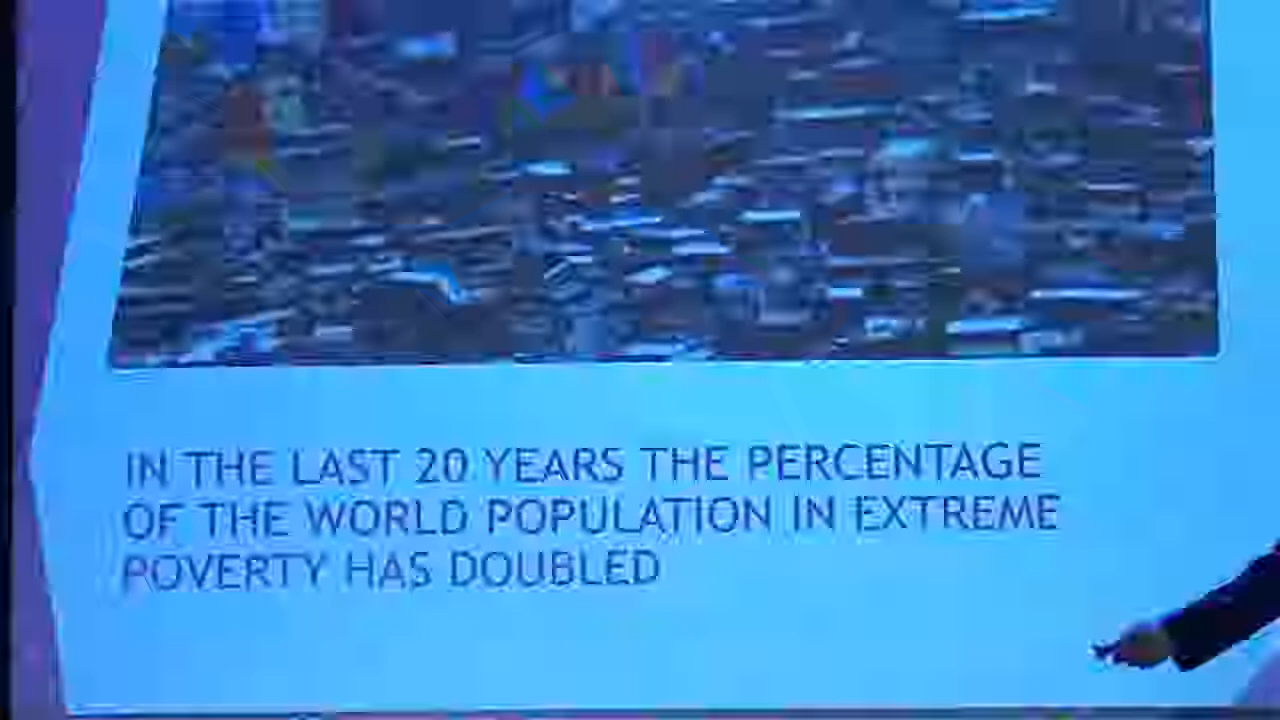 IN THE LAST 20 YEARS THE PERCENTAGE
OF THE WORLD POPULATION IN EXTREME
POVERTY HAS DOUBLED